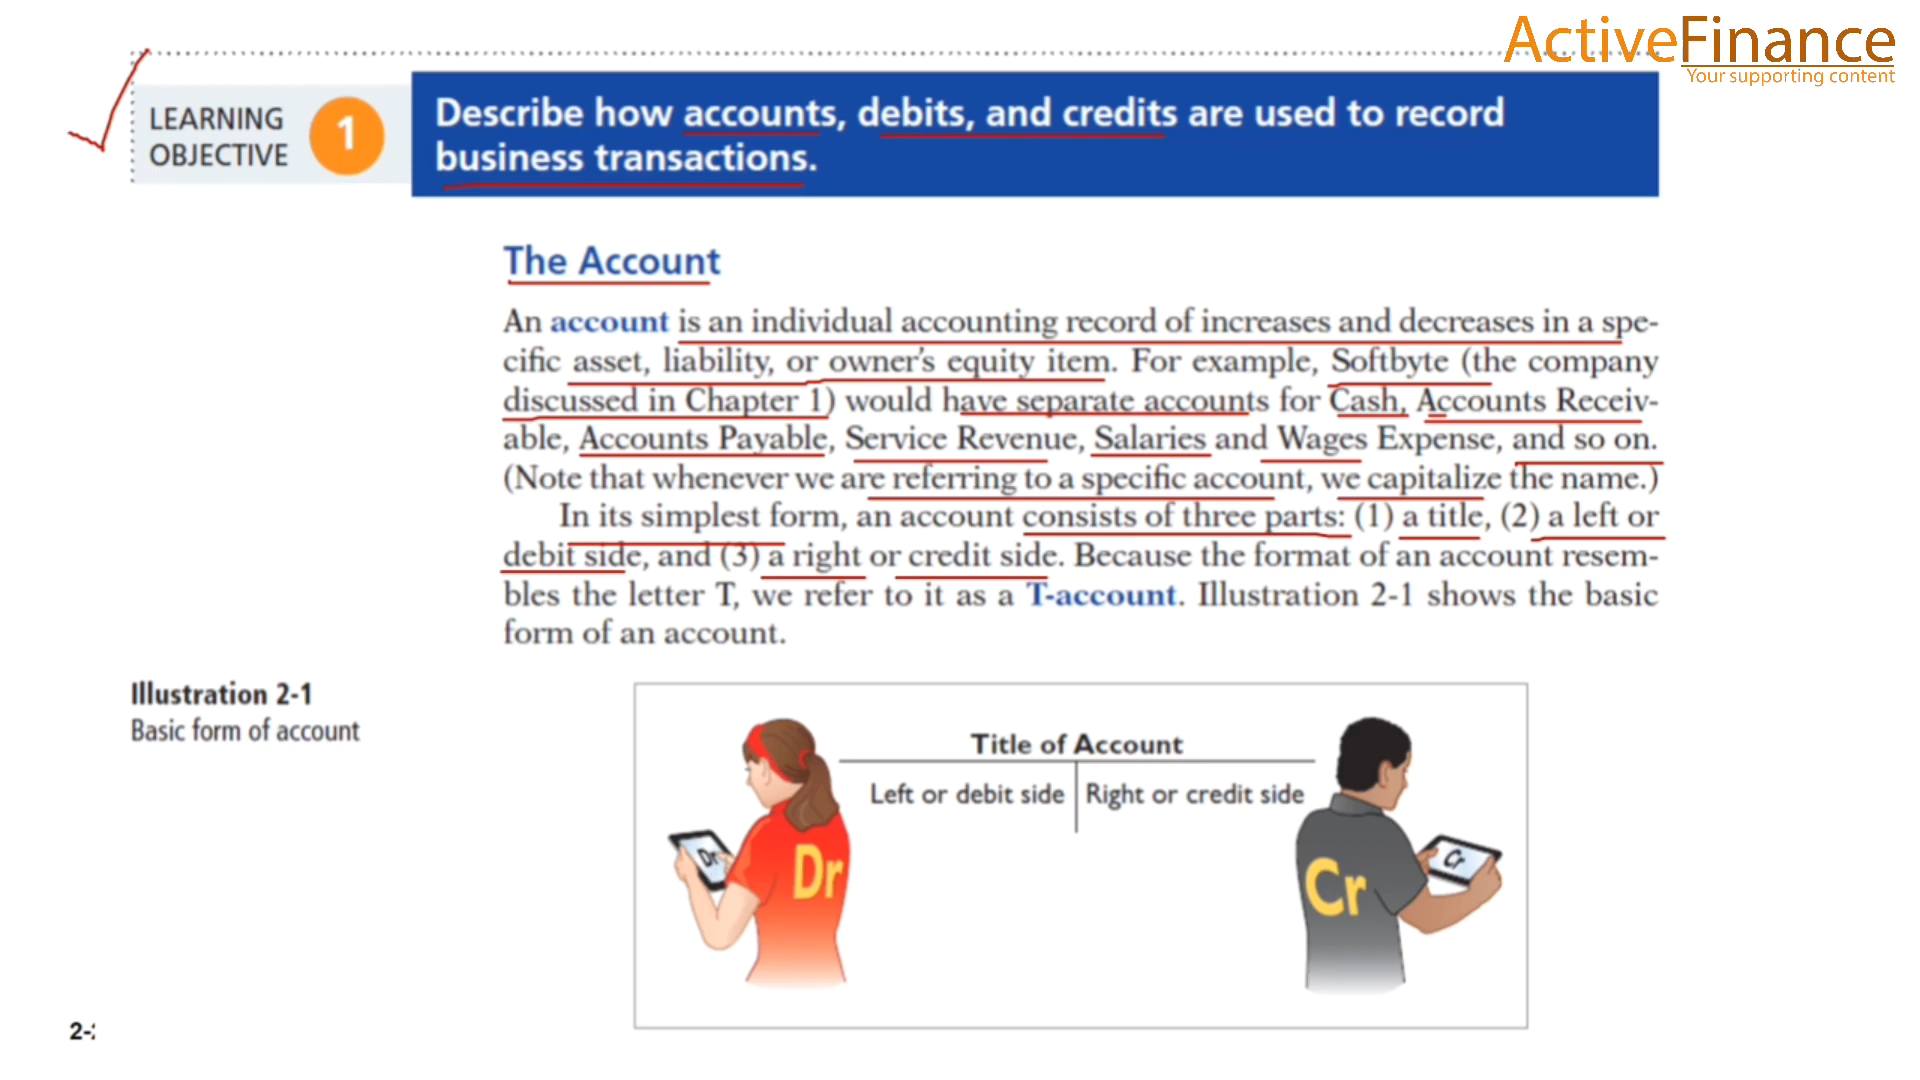 ActiveFinance
Your supporting content
LEARNING
OBJECTIVE
1
Describe how accounts, debits, and credits are used to record
business transactions.
The Account
An account is an individual accounting record of increases and decreases in a spe-
cific asset, liability, or owner's equity item. For example, Softbyte (the company
discussed in Chapter 1) would have separate accounts for Cash, Accounts Receiv-
able, Accounts Payable, Service Revenue, Salaries and Wages Expense, and so on.
(Note that whenever we are referring to a specific account, we capitalize the name.)
In its simplest form, an account consists of three parts: (1) a title, (2) a left or
debit side, and (3) a right or credit side. Because the format of an account resem-
bles the letter T, we refer to it as a T-account. Illustration 2-1 shows the basic
form of an account.
Illustration 2-1
Basic form of account
Title of Account
Left or debit side Right or credit side
Dr
Dr
Cr
Cr